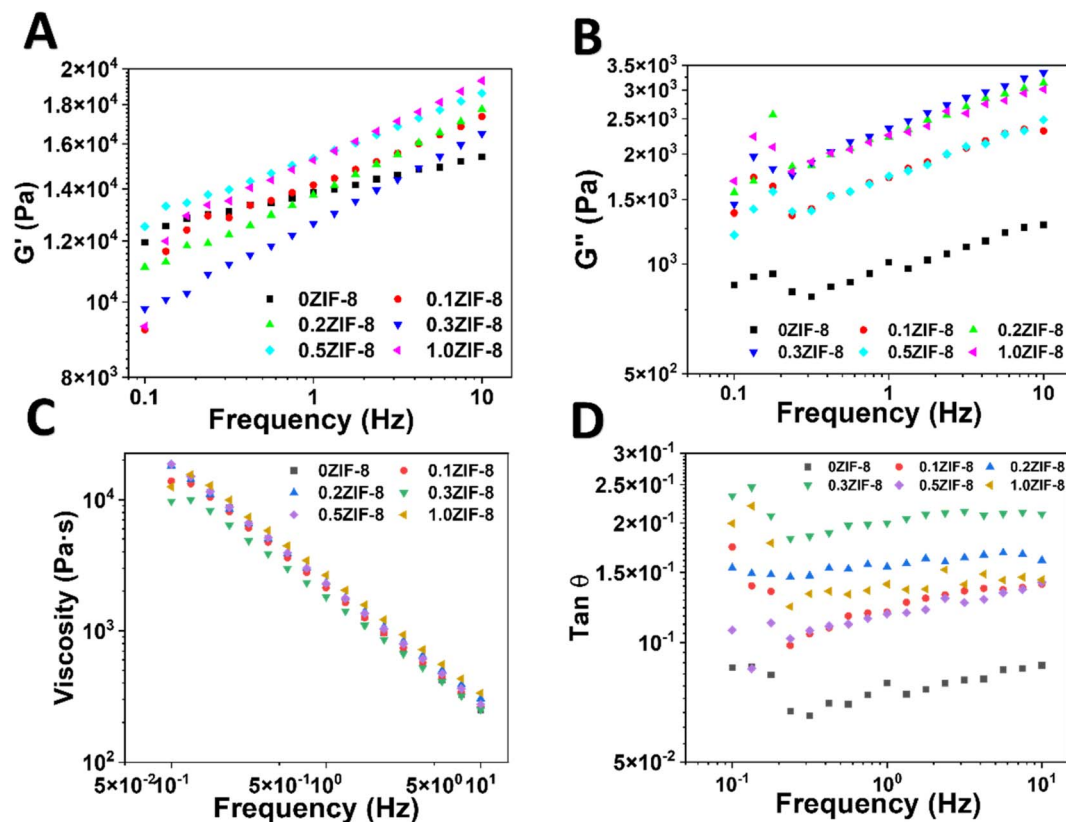 A
2×10⁴
1.8×10⁴
1.6×10⁴
1.4×10⁴
1.2×10⁴
10⁴
8×10³
G' (Pa)
0ZIF-8 0.1ZIF-8
0.2ZIF-8 0.3ZIF-8
0.5ZIF-8 1.0ZIF-8
0.1 1 10
Frequency (Hz)
B
3.5×10³
2.5×10³
2×10³
1.5×10³
10³
5×10²
G'' (Pa)
0ZIF-8 0.1ZIF-8 0.2ZIF-8
0.3ZIF-8 0.5ZIF-8 1.0ZIF-8
0.1 1 10
Frequency (Hz)
C
10⁴
10³
10²
Viscosity (Pa·s)
0ZIF-8 0.1ZIF-8
0.2ZIF-8 0.3ZIF-8
0.5ZIF-8 1.0ZIF-8
5×10⁻²10⁻¹ 5×10⁻¹10⁰ 5×10⁰10¹
Frequency (Hz)
D
3×10⁻¹
2.5×10⁻¹
2×10⁻¹
1.5×10⁻¹
10⁻¹
5×10⁻²
Tan θ
0ZIF-8 0.1ZIF-8 0.2ZIF-8
0.3ZIF-8 0.5ZIF-8 1.0ZIF-8
10⁻¹ 10⁰ 10¹
Frequency (Hz)